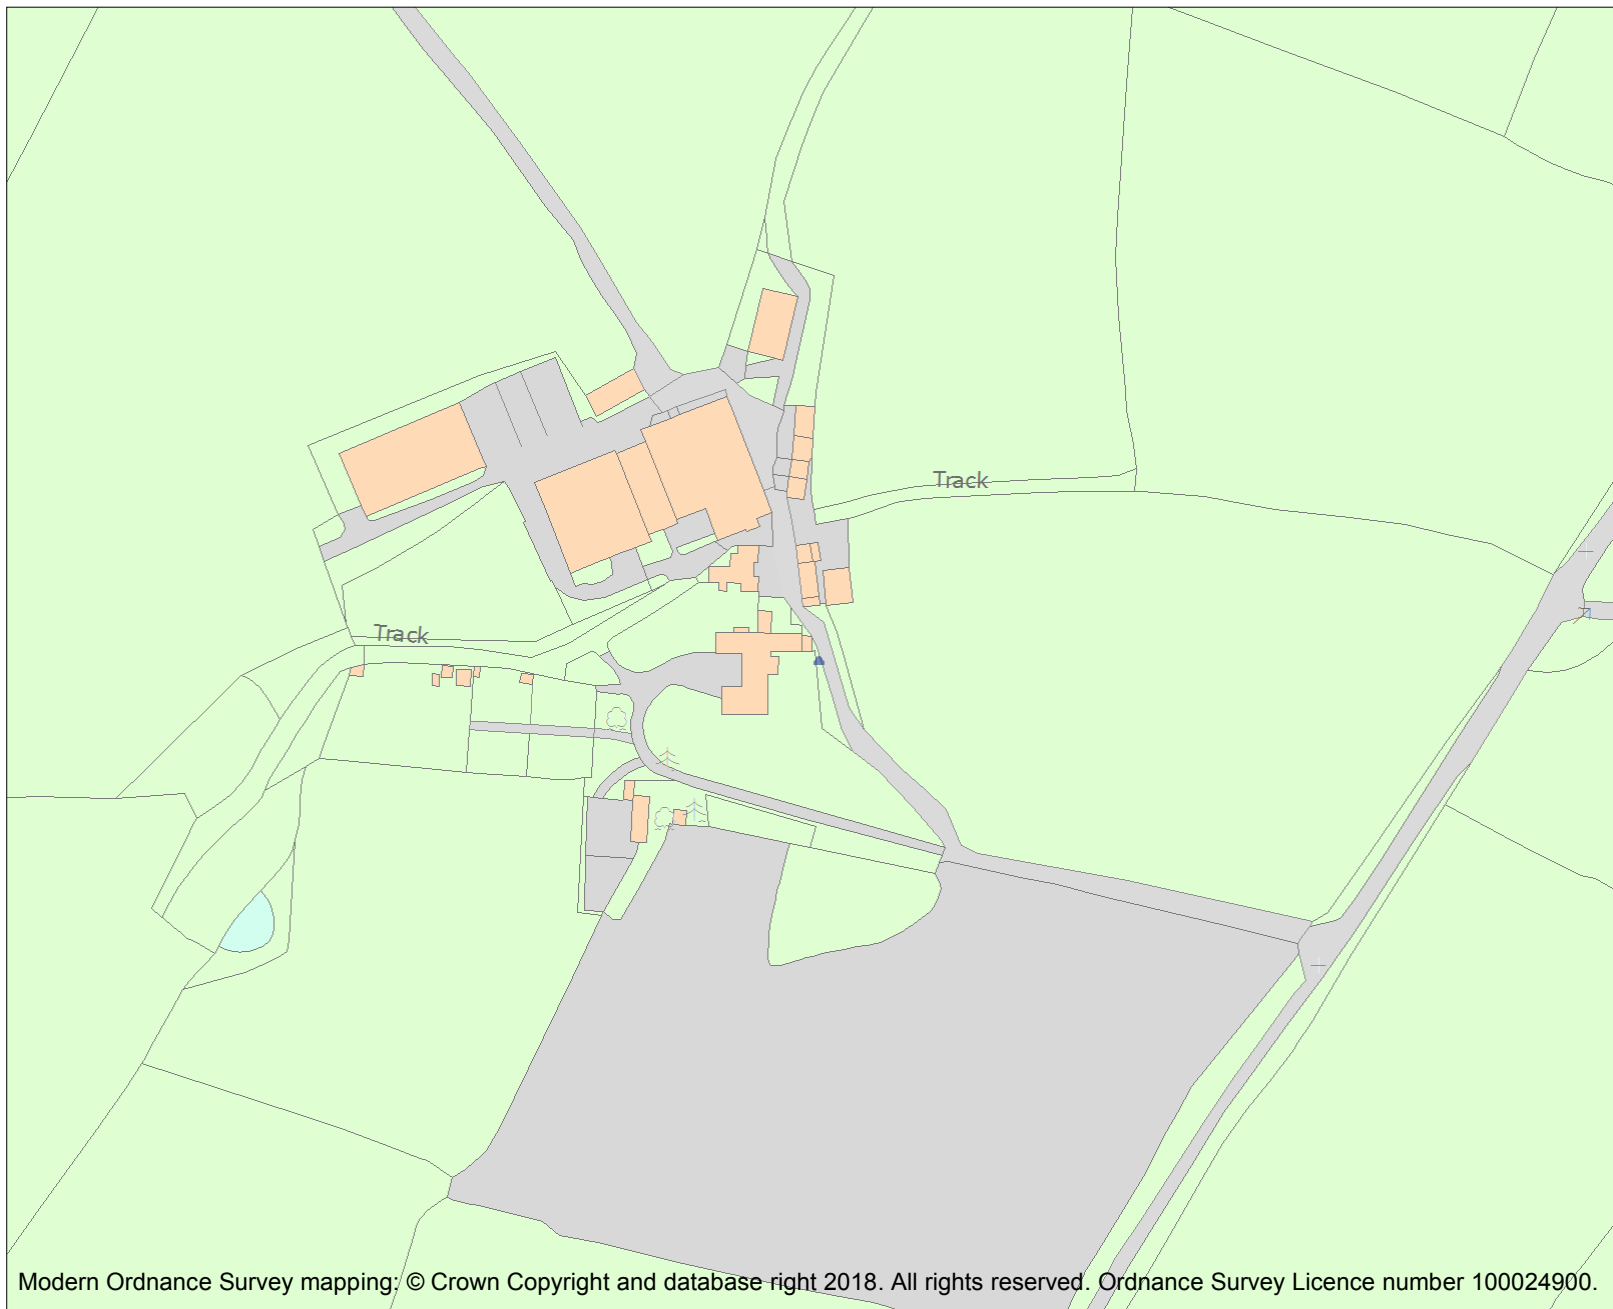 Track
Track
Modern Ordnance Survey mapping: © Crown Copyright and database right 2018. All rights reserved. Ordnance Survey Licence number 100024900.